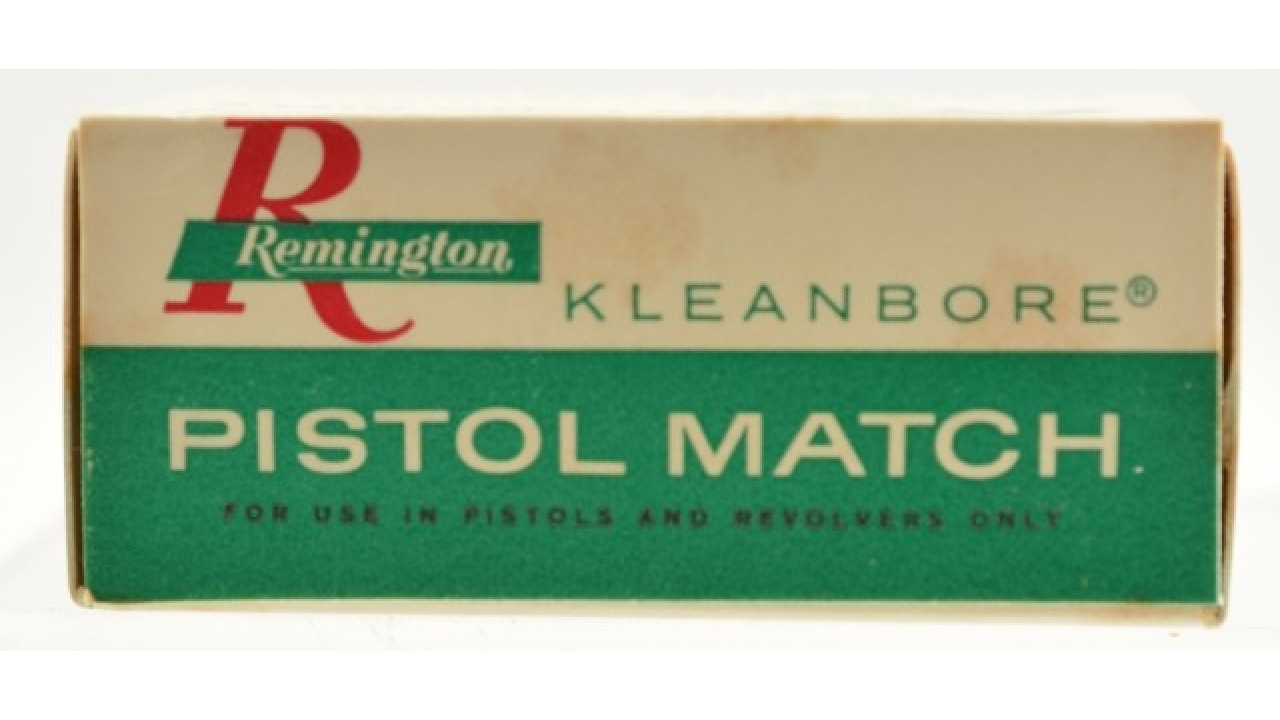 R
Remington
KLEANBORE®
PISTOL MATCH
FOR USE IN PISTOLS AND REVOLVERS ONLY